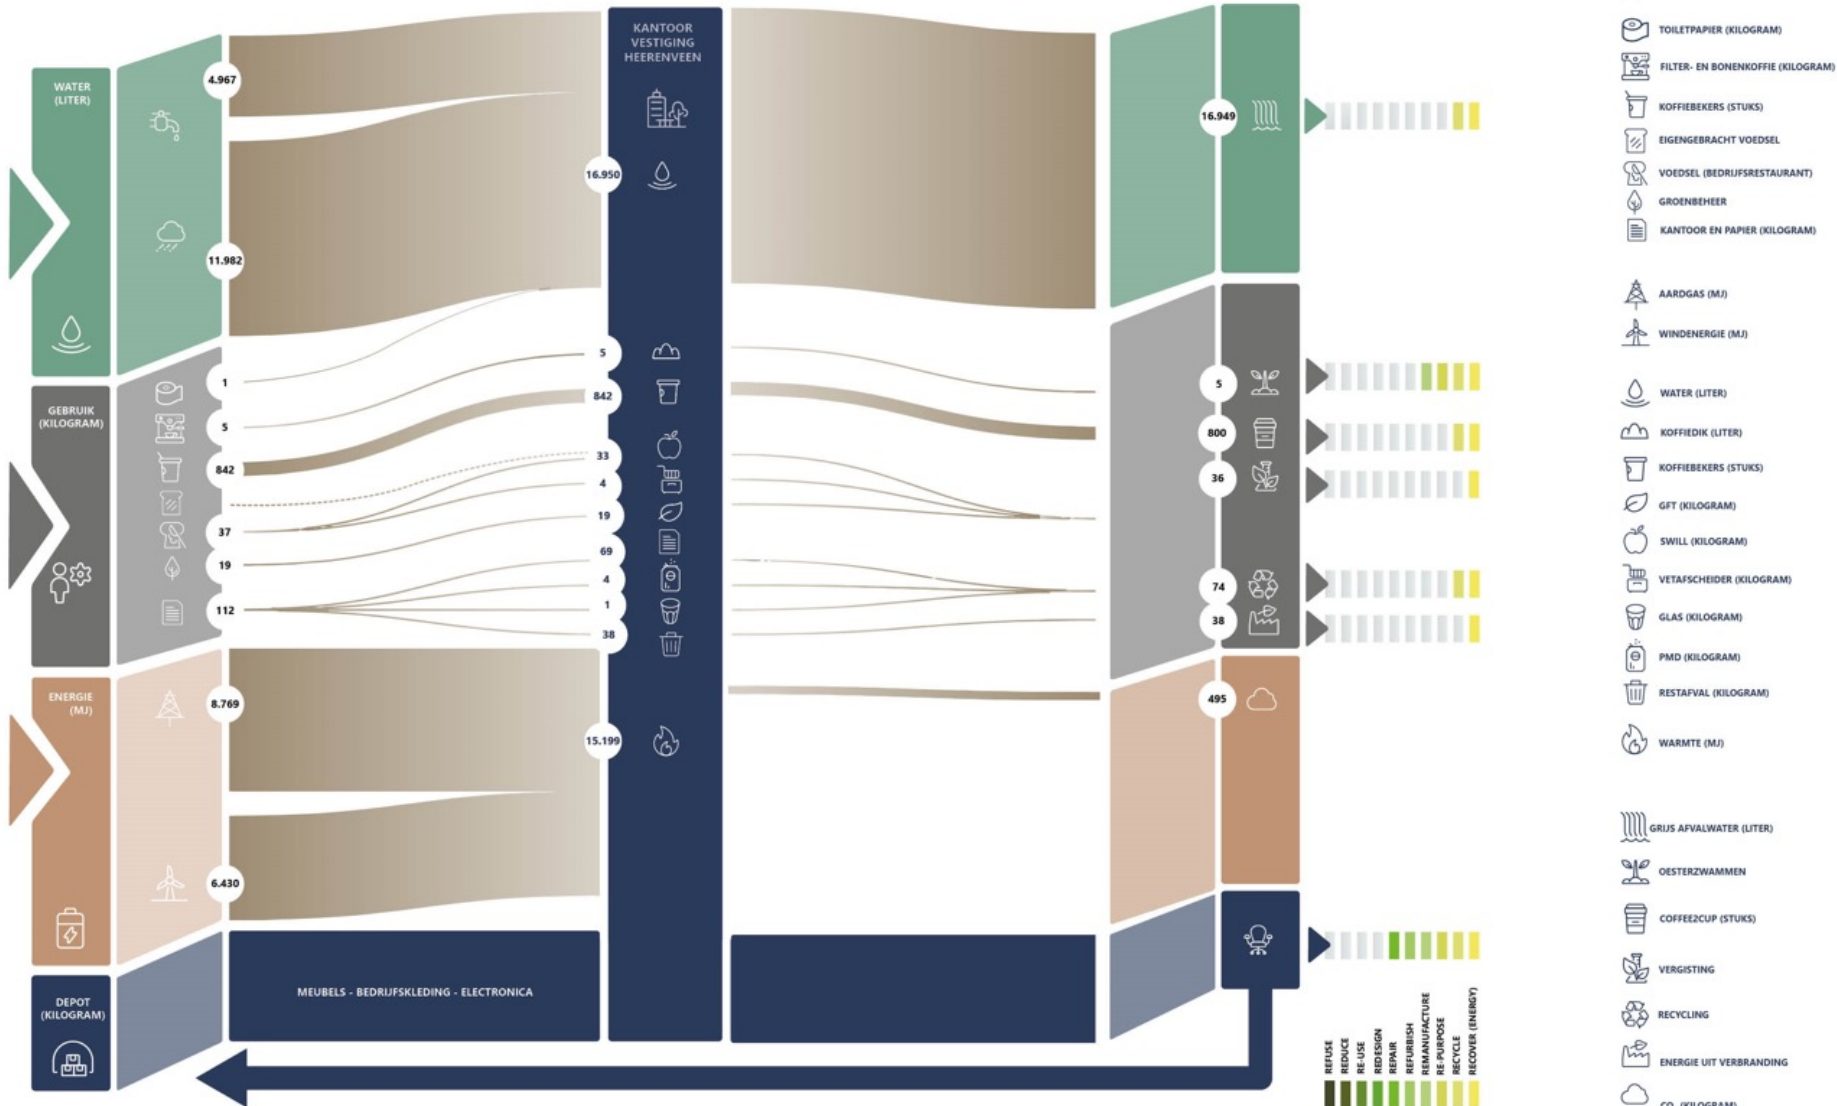 WATER
(LITER)
4.967
11.982
GEBRUIK
(KILOGRAM)
1
5
842
37
19
112
ENERGIE
(MJ)
8.769
6.430
DEPOT
(KILOGRAM)
MEUBELS - BEDRIJFSKLEDING - ELECTRONICA
KANTOOR
VESTIGING
HEERENVEEN
16.950
5
842
33
4
19
69
4
1
38
15.199
16.949
5
800
36
74
38
495
REFUSE
REDUCE
RE-USE
REDESIGN
REPAIR
REFURBISH
REMANUFACTURE
RE-PURPOSE
RECYCLE
RECOVER (ENERGY)
TOILETPAPIER (KILOGRAM)
FILTER- EN BONENKOFFIE (KILOGRAM)
KOFFIEBEKERS (STUKS)
EIGENGEBRACHT VOEDSEL
VOEDSEL (BEDRIJFSRESTAURANT)
GROENBEHEER
KANTOOR EN PAPIER (KILOGRAM)
AARDGAS (MJ)
WINDENERGIE (MJ)
WATER (LITER)
KOFFIEDIK (LITER)
KOFFIEBEKERS (STUKS)
GFT (KILOGRAM)
SWILL (KILOGRAM)
VETAFSCHEIDER (KILOGRAM)
GLAS (KILOGRAM)
PMD (KILOGRAM)
RESTAFVAL (KILOGRAM)
WARMTE (MJ)
GRIJS AFVALWATER (LITER)
OESTERZWAMMEN
COFFEE2CUP (STUKS)
VERGISTING
RECYCLING
ENERGIE UIT VERBRANDING
CO₂ (KILOGRAM)